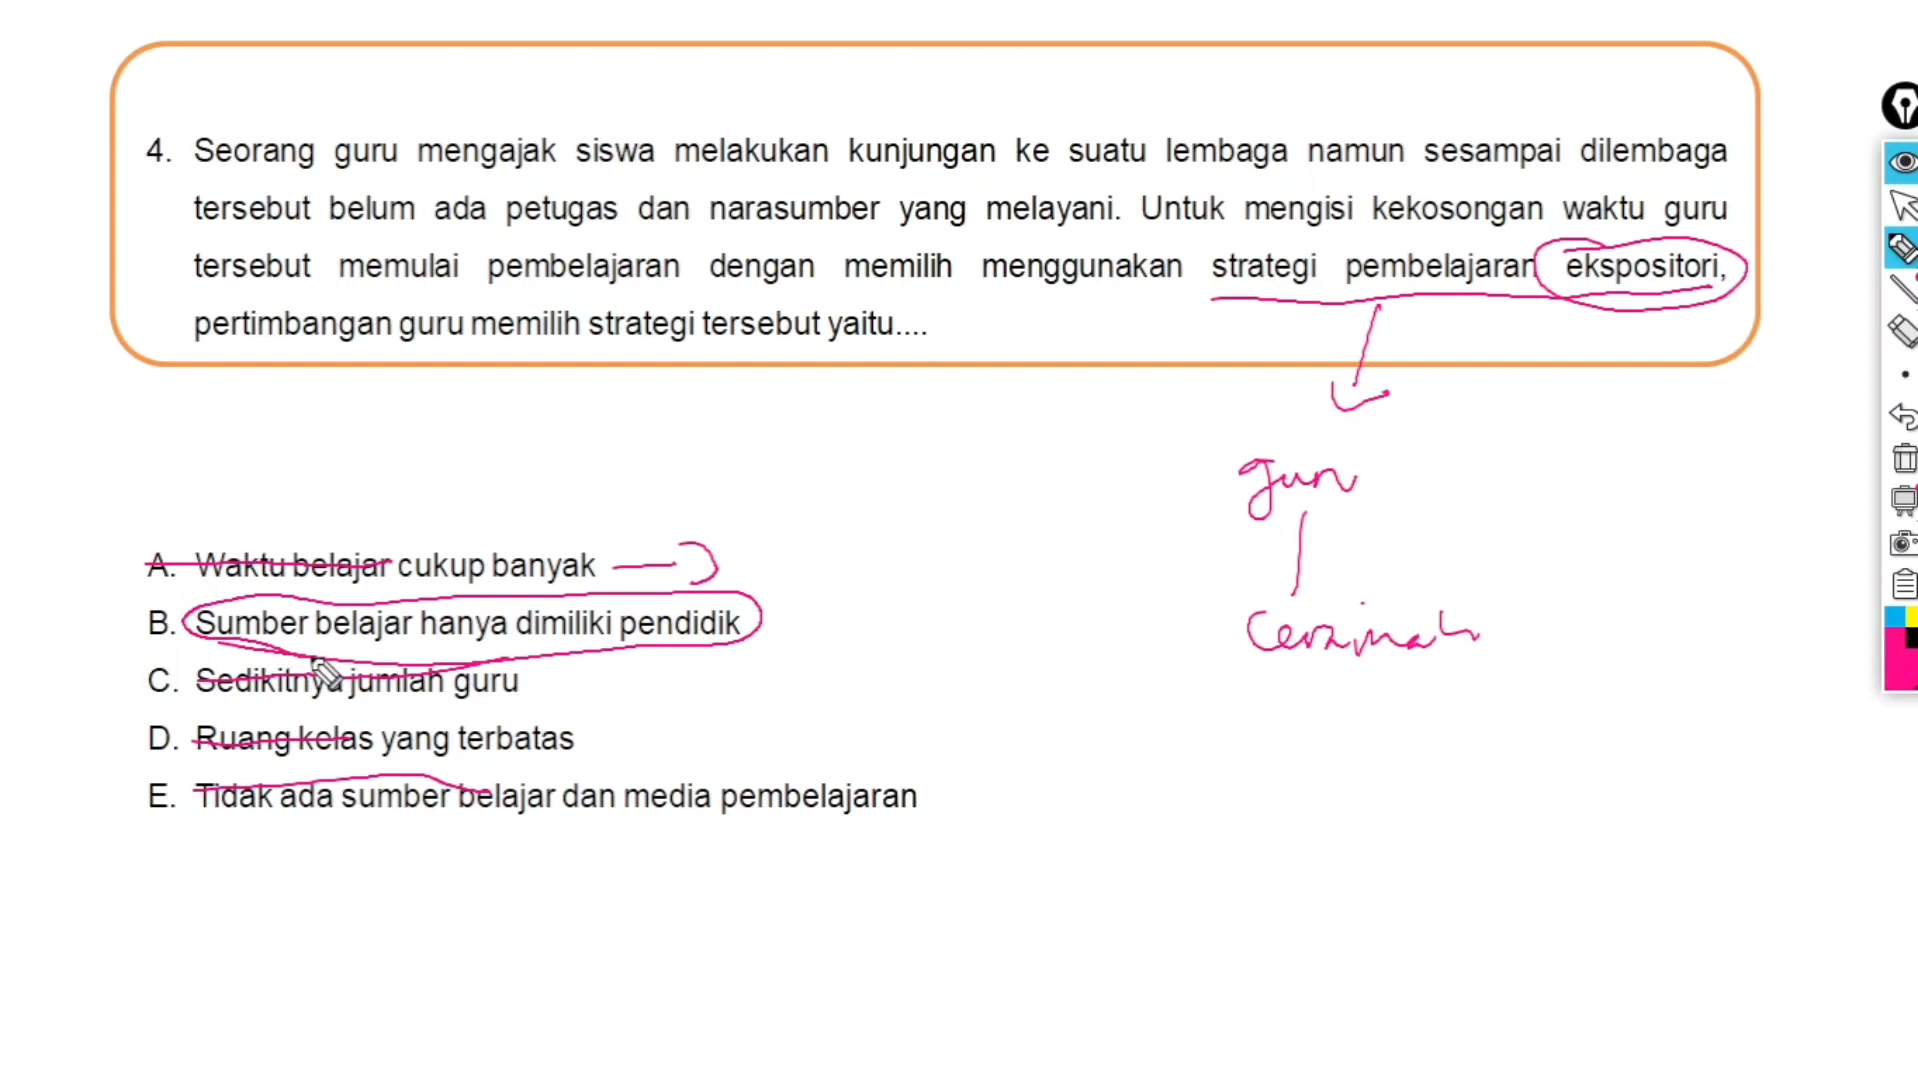 4. Seorang guru mengajak siswa melakukan kunjungan ke suatu lembaga namun sesampai dilembaga
tersebut belum ada petugas dan narasumber yang melayani. Untuk mengisi kekosongan waktu guru
tersebut memulai pembelajaran dengan memilih menggunakan strategi pembelajaran ekspositori,
pertimbangan guru memilih strategi tersebut yaitu....
guru
ceramah
A. Waktu belajar cukup banyak
B. Sumber belajar hanya dimiliki pendidik
C. Sedikitnya jumlah guru
D. Ruang kelas yang terbatas
E. Tidak ada sumber belajar dan media pembelajaran